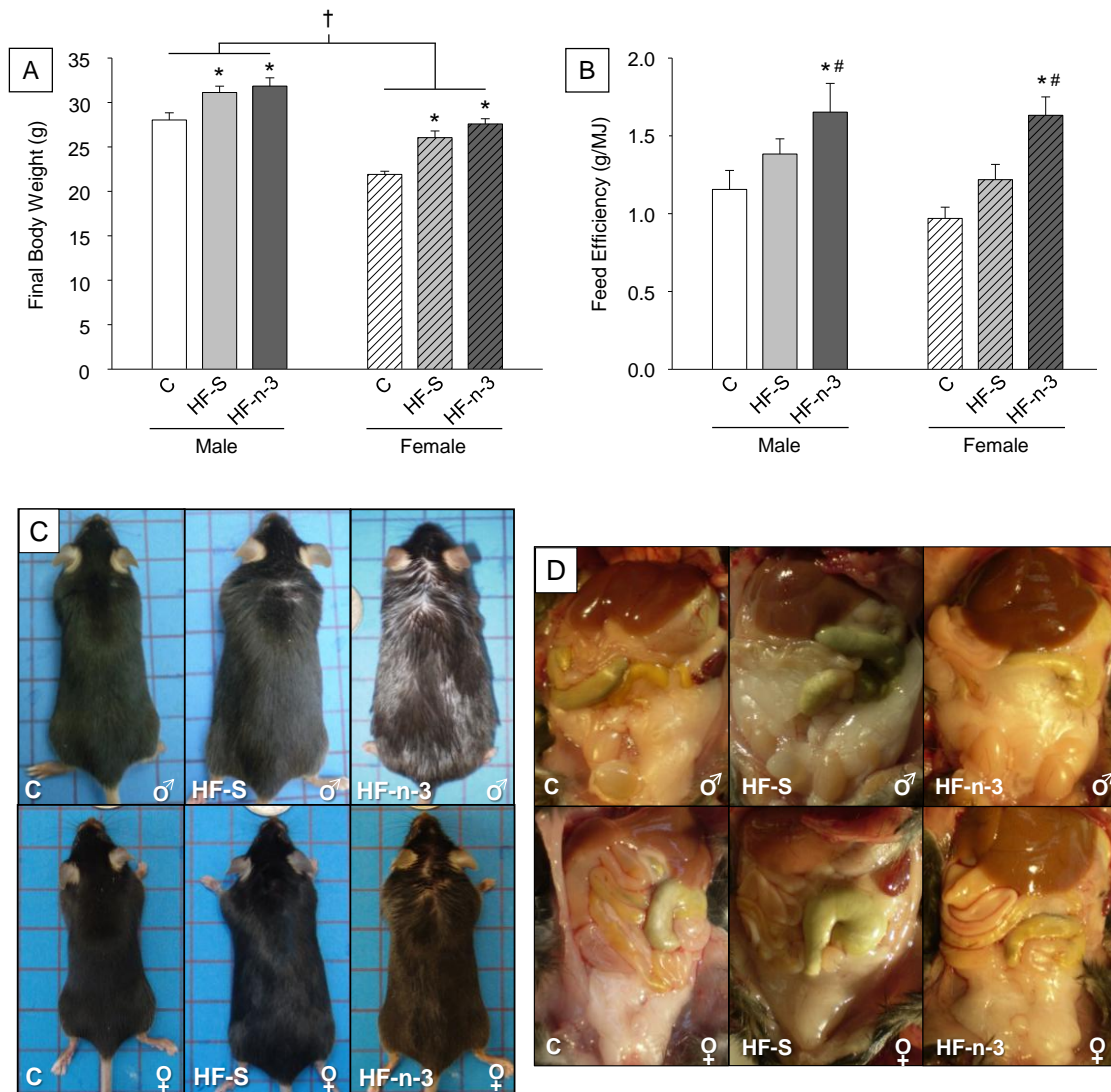 A
Final Body Weight (g)
35
30
25
20
15
10
5
0
†
* *
* *
C HF-S HF-n-3
C HF-S HF-n-3
Male Female
B
Feed Efficiency (g/MJ)
2.0
1.5
1.0
0.5
0.0
* #
* #
C HF-S HF-n-3
C HF-S HF-n-3
Male Female
C
C ♂ HF-S ♂ HF-n-3 ♂
C ♀ HF-S ♀ HF-n-3 ♀
D
C ♂ HF-S ♂ HF-n-3 ♂
C ♀ HF-S ♀ HF-n-3 ♀